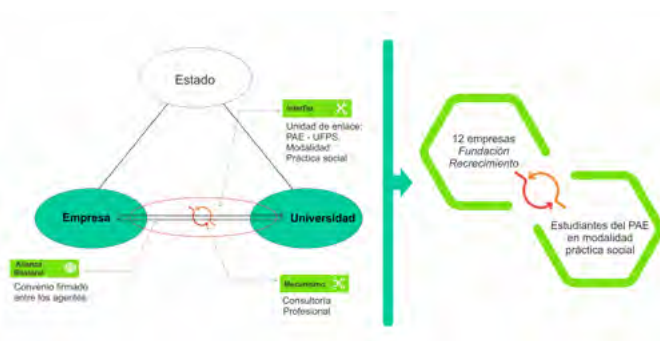 Estado
Interfaz
Unidad de enlace:
PAE - UFPS.
Modalidad
Práctica social
Empresa
Universidad
Alianza
Bilateral
Convenio firmado
entre los agentes.
Mecanismo
Consultoría
Profesional
12 empresas
Fundación
Recrecimiento
Estudiantes del PAE
en modalidad
práctica social